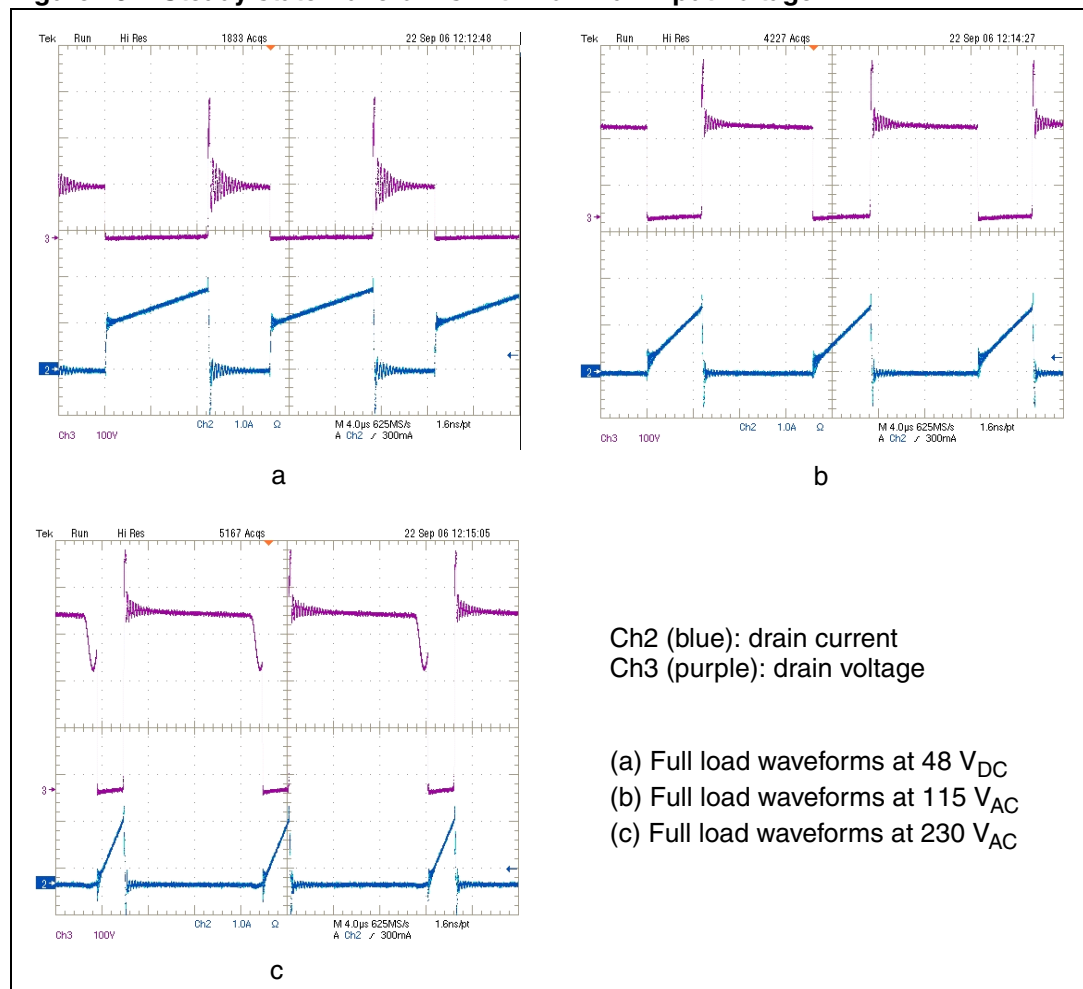 Tek Run Hi Res 1833 Acqs 22 Sep 06 12:12:48
3
2
Ch2 1.0A Ω M 4.0µs 625MS/s 1.6ns/pt
A Ch2 / 300mA
Ch3 100V
a
Tek Run Hi Res 4227 Acqs 22 Sep 06 12:14:27
3
2
Ch2 1.0A Ω M 4.0µs 625MS/s 1.6ns/pt
A Ch2 / 300mA
Ch3 100V
b
Tek Run Hi Res 5167 Acqs 22 Sep 06 12:15:05
3
2
Ch2 1.0A Ω M 4.0µs 625MS/s 1.6ns/pt
A Ch2 / 300mA
Ch3 100V
c
Ch2 (blue): drain current
Ch3 (purple): drain voltage
(a) Full load waveforms at 48 VDC
(b) Full load waveforms at 115 VAC
(c) Full load waveforms at 230 VAC